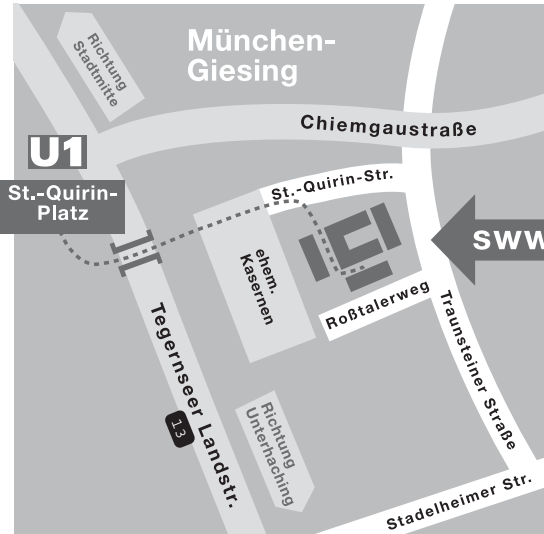 Richtung
Stadtmitte
München-
Giesing
Chiemgaustraße
U1
St.-Quirin-
Platz
St.-Quirin-Str.
SWW
ehem.
Kasernen
Roßtalerweg
Tegernseer Landstr.
13
Traunsteiner Straße
Richtung
Unterhaching
Stadelheimer Str.